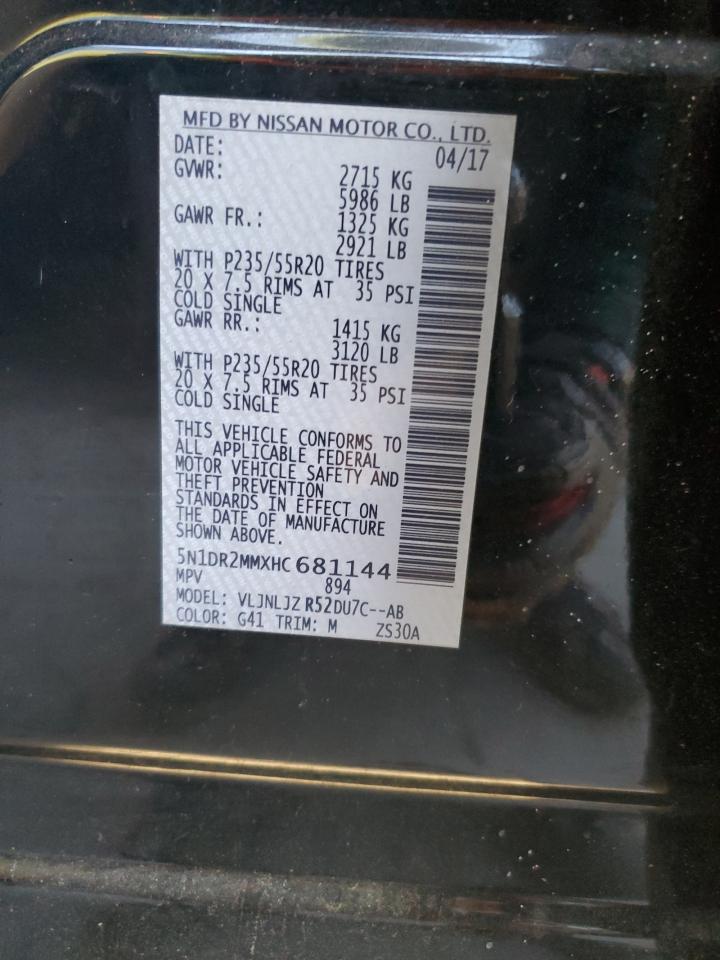 MFD BY NISSAN MOTOR CO., LTD.
DATE: 04/17
GVWR: 2715 KG
5986 LB
GAWR FR.: 1325 KG
2921 LB
WITH P235/55R20 TIRES
20 X 7.5 RIMS AT 35 PSI
COLD SINGLE
GAWR RR.: 1415 KG
3120 LB
WITH P235/55R20 TIRES
20 X 7.5 RIMS AT 35 PSI
COLD SINGLE
THIS VEHICLE CONFORMS TO
ALL APPLICABLE FEDERAL
MOTOR VEHICLE SAFETY AND
THEFT PREVENTION
STANDARDS IN EFFECT ON
THE DATE OF MANUFACTURE
SHOWN ABOVE.
5N1DR2MMXHC681144
MPV 894
MODEL: VLJNLJZ R52DU7C--AB
COLOR: G41 TRIM: M ZS30A